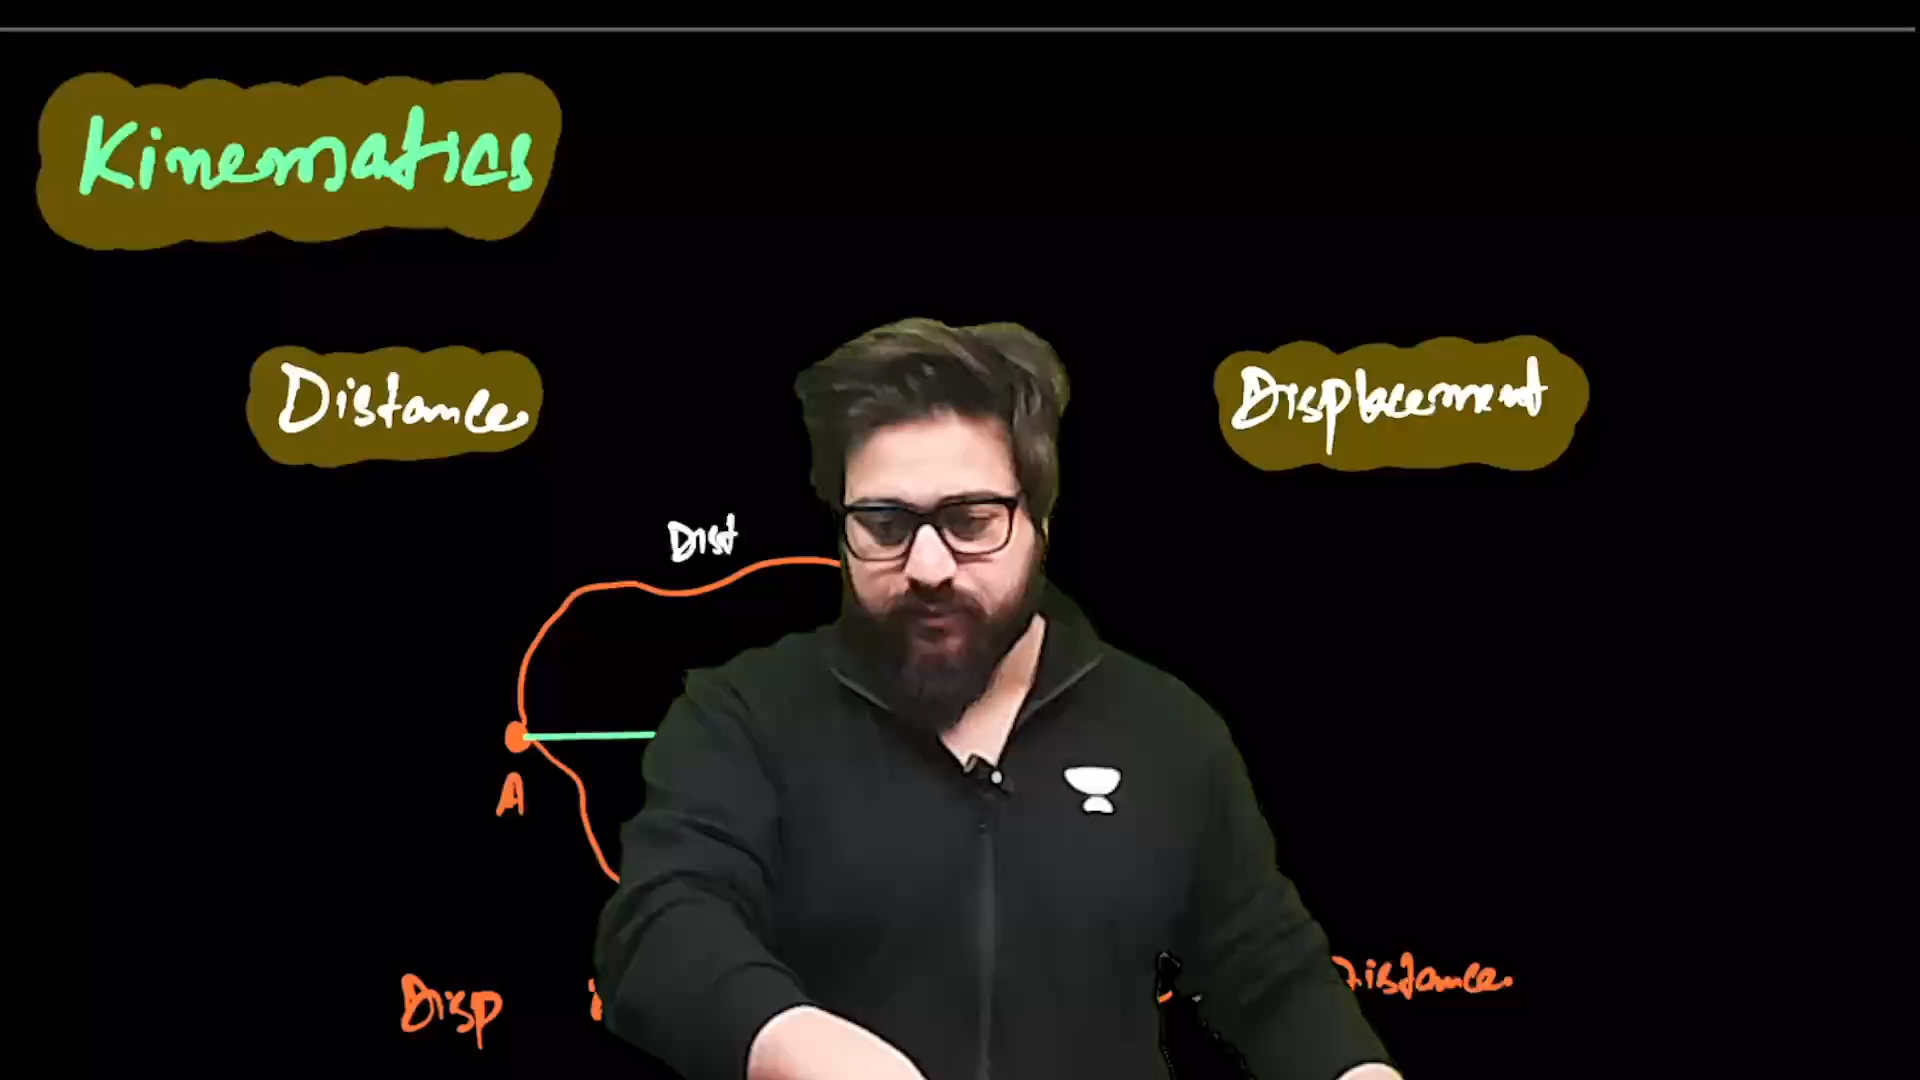 Kinematics
Distance Displacement
Dist
A
Disp Distance.